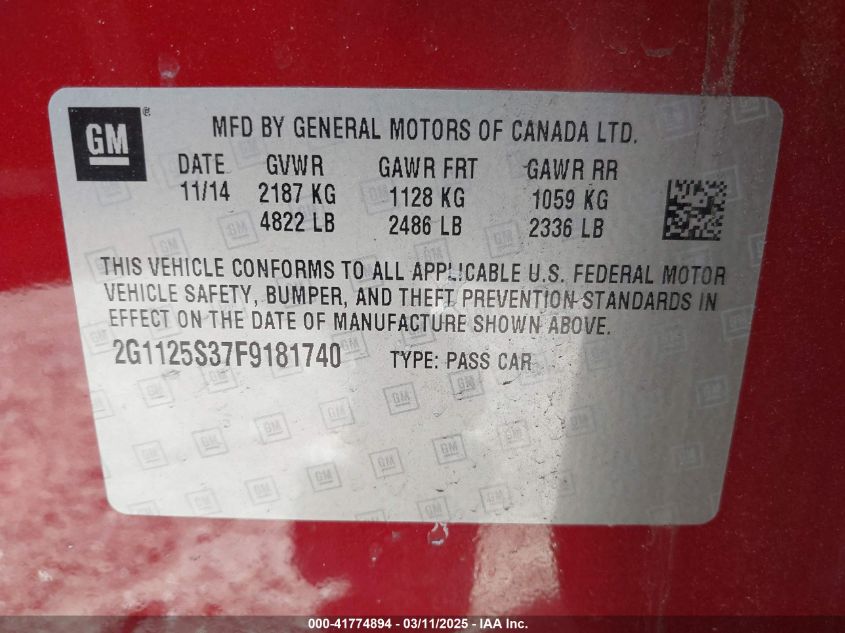 GM ®
MFD BY GENERAL MOTORS OF CANADA LTD.
DATE GVWR GAWR FRT GAWR RR
11/14 2187 KG 1128 KG 1059 KG
4822 LB 2486 LB 2336 LB
THIS VEHICLE CONFORMS TO ALL APPLICABLE U.S. FEDERAL MOTOR
VEHICLE SAFETY, BUMPER, AND THEFT PREVENTION STANDARDS IN
EFFECT ON THE DATE OF MANUFACTURE SHOWN ABOVE.
2G1125S37F9181740 TYPE: PASS CAR
000-41774894 - 03/11/2025 - IAA Inc.